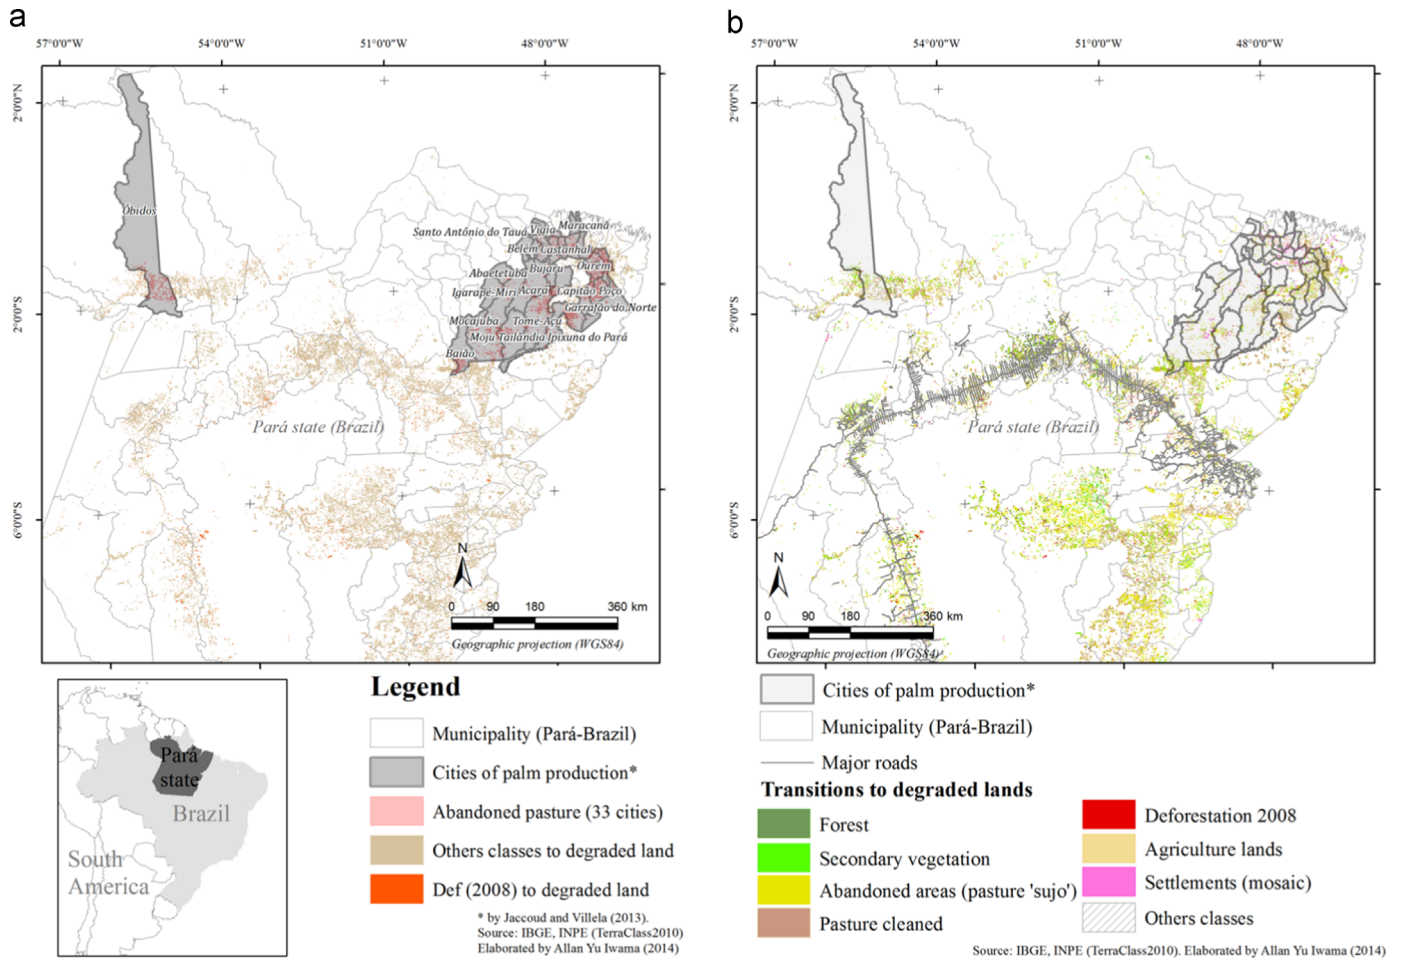 a
57°0'0"W 54°0'0"W 51°0'0"W 48°0'0"W
2°0'0"N
2°0'0"S
6°0'0"S
Óbidos
Santo Antônio do Tauá Vigia Maracanã
Belém Castanhal
Abaetetuba Bujaru Ourém
Igarapé-Miri Acará Capitão Poço
Garrafão do Norte
Mocajuba Tomé-Açú
Moju Tailândia Ipixuna do Pará
Baião
Pará state (Brazil)
N
0 90 180 360 km
Geographic projection (WGS84)
Pará
state
Brazil
South
America
Legend
Municipality (Pará-Brazil)
Cities of palm production*
Abandoned pasture (33 cities)
Others classes to degraded land
Def (2008) to degraded land
* by Jaccoud and Villela (2013).
Source: IBGE, INPE (TerraClass2010)
Elaborated by Allan Yu Iwama (2014)
b
57°0'0"W 54°0'0"W 51°0'0"W 48°0'0"W
2°0'0"N
2°0'0"S
6°0'0"S
Pará state (Brazil)
N
0 90 180 360 km
Geographic projection (WGS84)
Cities of palm production*
Municipality (Pará-Brazil)
Major roads
Transitions to degraded lands
Forest
Secondary vegetation
Abandoned areas (pasture 'sujo')
Pasture cleaned
Deforestation 2008
Agriculture lands
Settlements (mosaic)
Others classes
Source: IBGE, INPE (TerraClass2010). Elaborated by Allan Yu Iwama (2014)